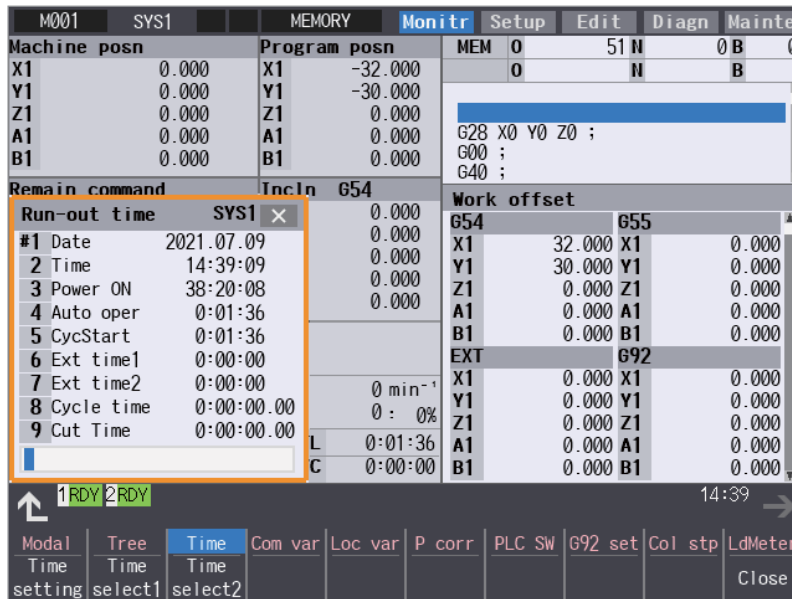 M001 SYS1 MEMORY Monitr Setup Edit Diagn Mainte
Machine posn
X1 0.000
Y1 0.000
Z1 0.000
A1 0.000
B1 0.000
Program posn
X1 -32.000
Y1 -30.000
Z1 0.000
A1 0.000
B1 0.000
MEM O 51 N 0 B
O N B
G28 X0 Y0 Z0 ;
G00 ;
G40 ;
Remain command
Incln G54
0.000
0.000
0.000
0.000
0.000
Run-out time SYS1 ×
#1 Date 2021.07.09
2 Time 14:39:09
3 Power ON 38:20:08
4 Auto oper 0:01:36
5 CycStart 0:01:36
6 Ext time1 0:00:00
7 Ext time2 0:00:00
8 Cycle time 0:00:00.00
9 Cut Time 0:00:00.00
0 min⁻¹
0 : 0%
L 0:01:36
C 0:00:00
Work offset
G54
X1 32.000
Y1 30.000
Z1 0.000
A1 0.000
B1 0.000
G55
X1 0.000
Y1 0.000
Z1 0.000
A1 0.000
B1 0.000
EXT
X1 0.000
Y1 0.000
Z1 0.000
A1 0.000
B1 0.000
G92
X1 0.000
Y1 0.000
Z1 0.000
A1 0.000
B1 0.000
1RDY 2RDY 14:39
Modal Tree Time Com var Loc var P corr PLC SW G92 set Col stp LdMeter
Time setting
Time select1
Time select2
Close